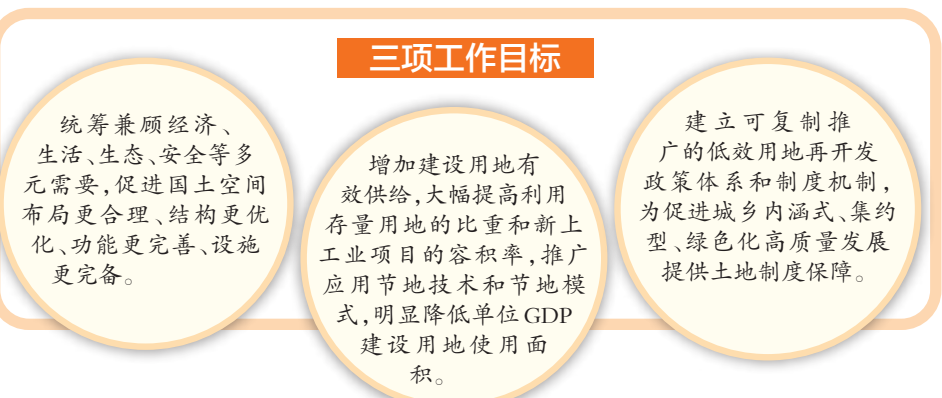 三项工作目标
统筹兼顾经济、
生活、生态、安全等多
元需要,促进国土空间
布局更合理、结构更优
化、功能更完善、设施
更完备。
增加建设用地有
效供给,大幅提高利用
存量用地的比重和新上
工业项目的容积率,推广
应用节地技术和节地模
式,明显降低单位GDP
建设用地使用面
积。
建立可复制推
广的低效用地再开发
政策体系和制度机制,
为促进城乡内涵式、集约
型、绿色化高质量发展
提供土地制度保障。